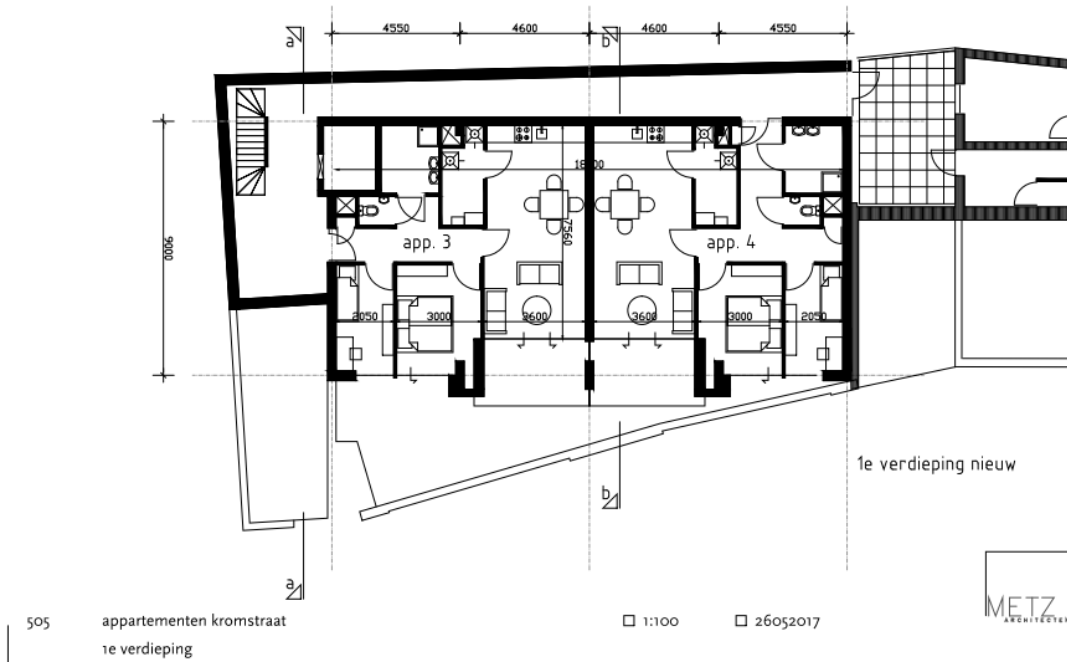 4550 4600 4600 4550
a b
18300
9000
7560
app. 3 app. 4
2050 3000 3600 3600 3000 2050
1e verdieping nieuw
b
a
METZ
505 appartementen kromstraat 1:100 26052017
1e verdieping